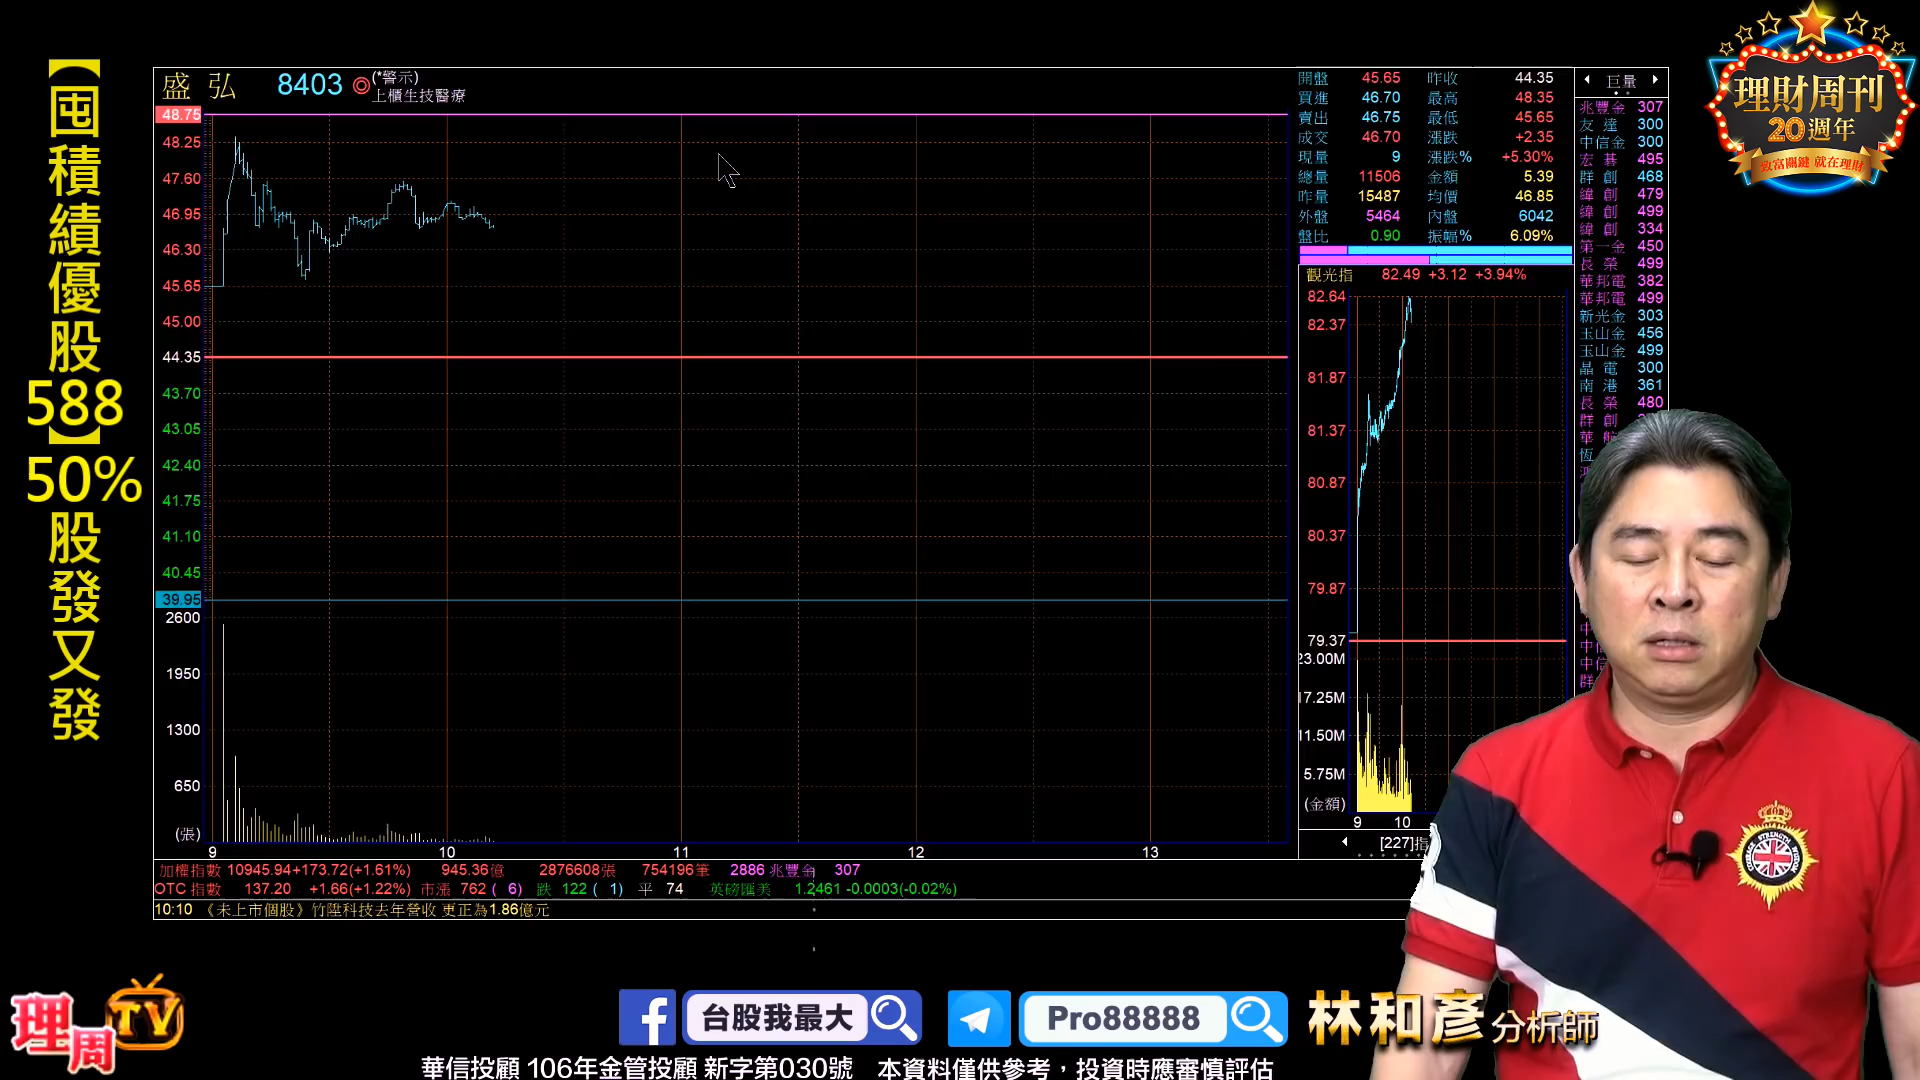 【囤積績優股588】50%股發又發
盛 弘 8403 ◎(*警示)
上櫃生技醫療
48.75
48.25
47.60
46.95
46.30
45.65
45.00
44.35
43.70
43.05
42.40
41.75
41.10
40.45
39.95
2600
1950
1300
650
(張)
9 10 11 12 13
開盤 45.65 昨收 44.35
買進 46.70 最高 48.35
賣出 46.75 最低 45.65
成交 46.70 漲跌 +2.35
現量 9 漲跌% +5.30%
總量 11506 金額 5.39
昨量 15487 均價 46.85
外盤 5464 內盤 6042
盤比 0.90 振幅% 6.09%
觀光指 82.49 +3.12 +3.94%
82.64
82.37
81.87
81.37
80.87
80.37
79.87
79.37
23.00M
17.25M
11.50M
5.75M
(金額)
9 10
[227]指
巨量
兆豐金 307
友 達 300
中信金 300
宏 碁 495
群 創 468
緯 創 479
緯 創 499
緯 創 334
第一金 450
長 榮 499
華邦電 382
華邦電 499
新光金 303
玉山金 456
玉山金 499
晶 電 300
南 港 361
長 榮 480
群 創
華 航
恆
中
中信
中信
群
加權指數 10945.94 +173.72(+1.61%) 945.36億 2876608張 754196筆 2886 兆豐金 307
OTC 指數 137.20 +1.66(+1.22%) 市漲 762 ( 6) 跌 122 ( 1) 平 74 英磅匯美 1.2461 -0.0003(-0.02%)
10:10 《未上市個股》竹陞科技去年營收 更正為1.86億元
理財周刊
20週年
致富關鍵 就在理財
理周TV
台股我最大
Pro88888
林和彥 分析師
華信投顧 106年金管投顧 新字第030號 本資料僅供參考，投資時應審慎評估